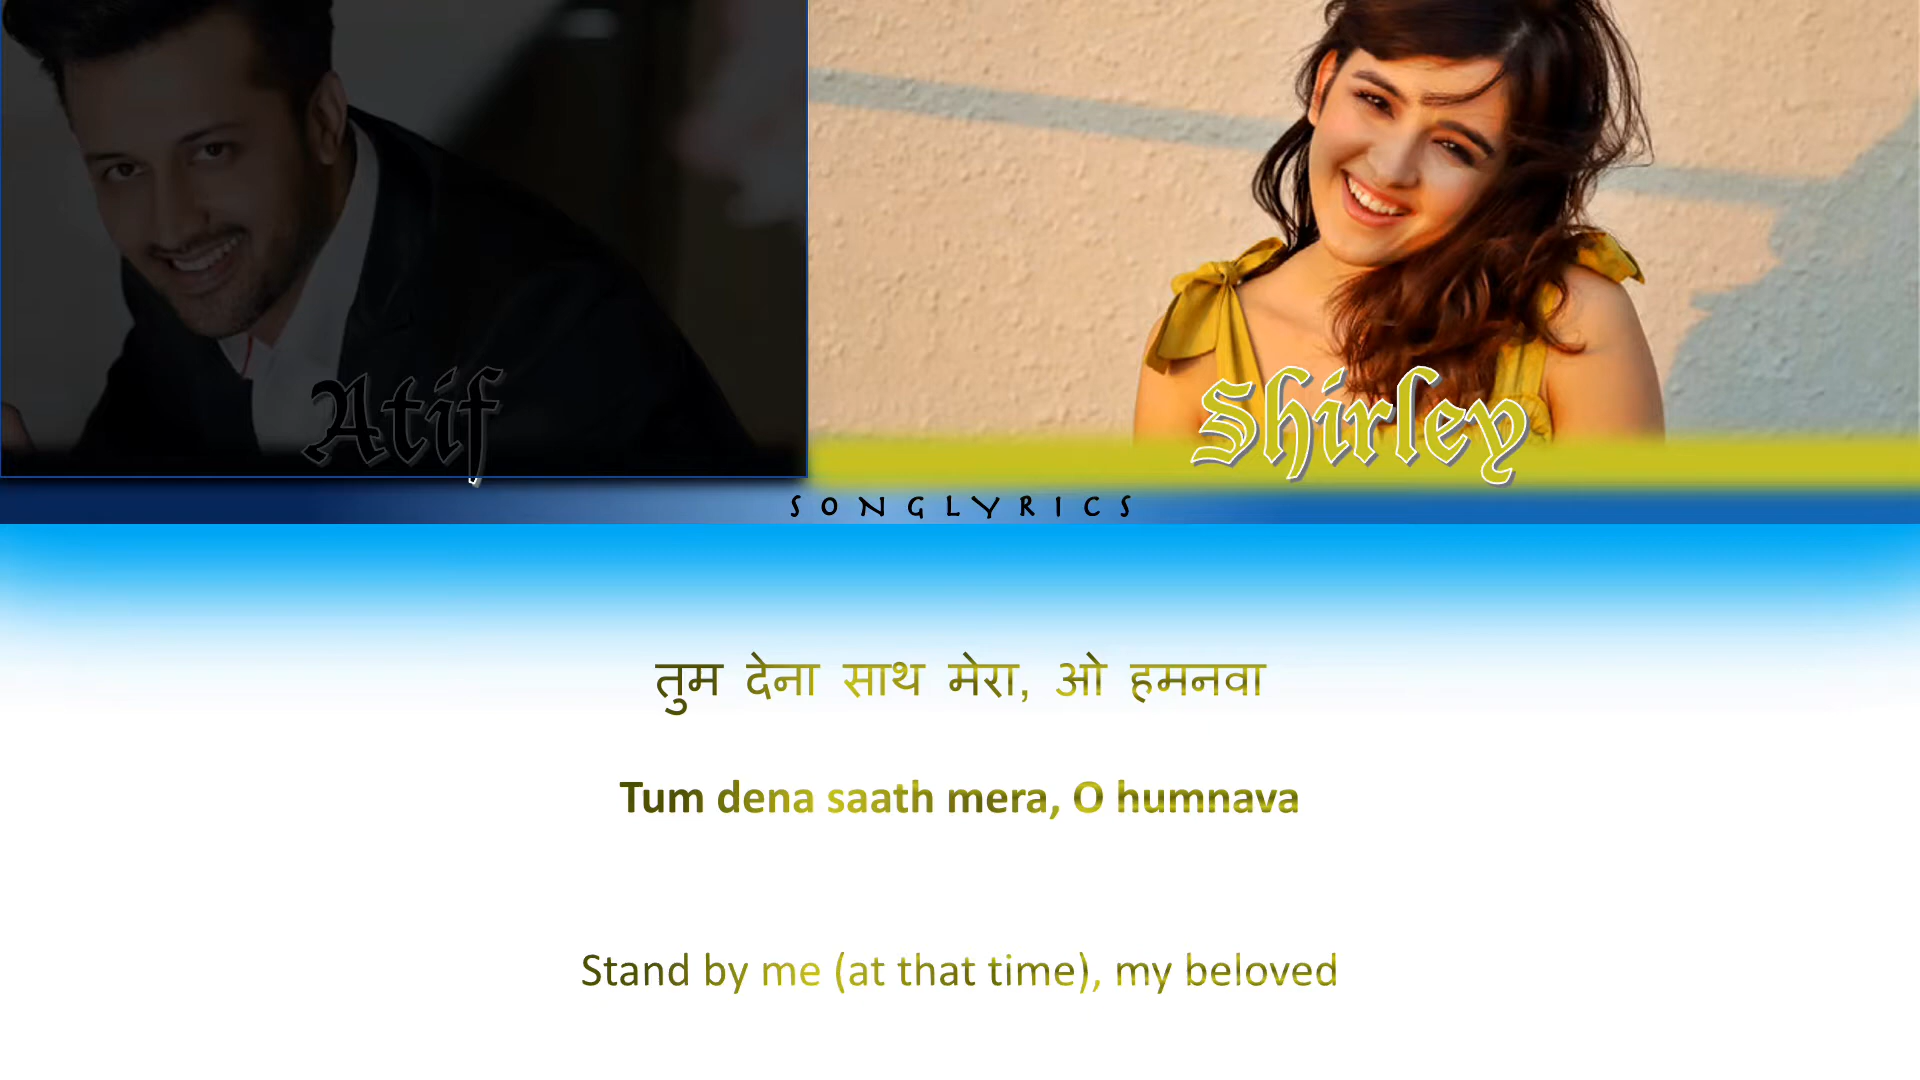 Atif
Shirley
SONGLYRICS
तुम देना साथ मेरा, ओ हमनवा
Tum dena saath mera, O humnava
Stand by me (at that time), my beloved